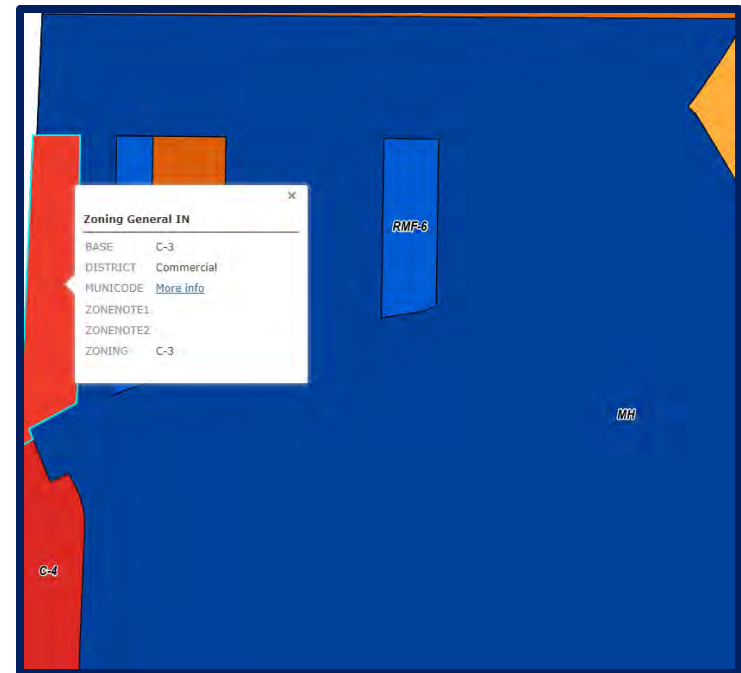 ×
Zoning General IN
BASE C-3
DISTRICT Commercial
MUNICODE More info
ZONENOTE1
ZONENOTE2
ZONING C-3
RMF-6
MH
C-4